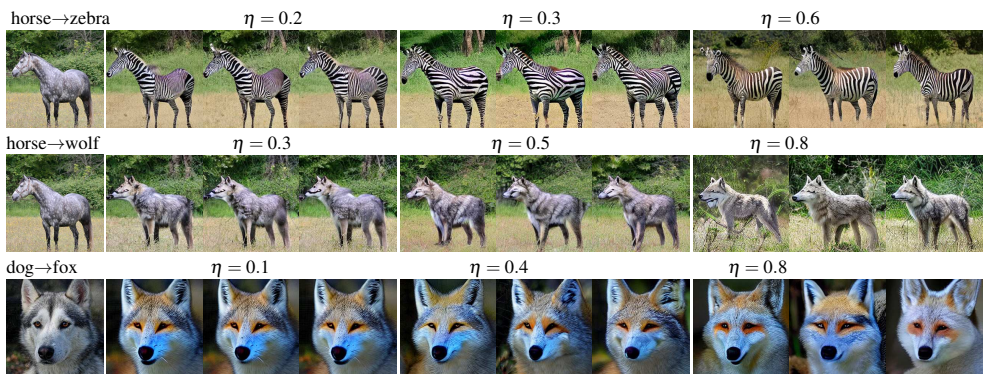 horse→zebra η = 0.2 η = 0.3 η = 0.6
horse→wolf η = 0.3 η = 0.5 η = 0.8
dog→fox η = 0.1 η = 0.4 η = 0.8